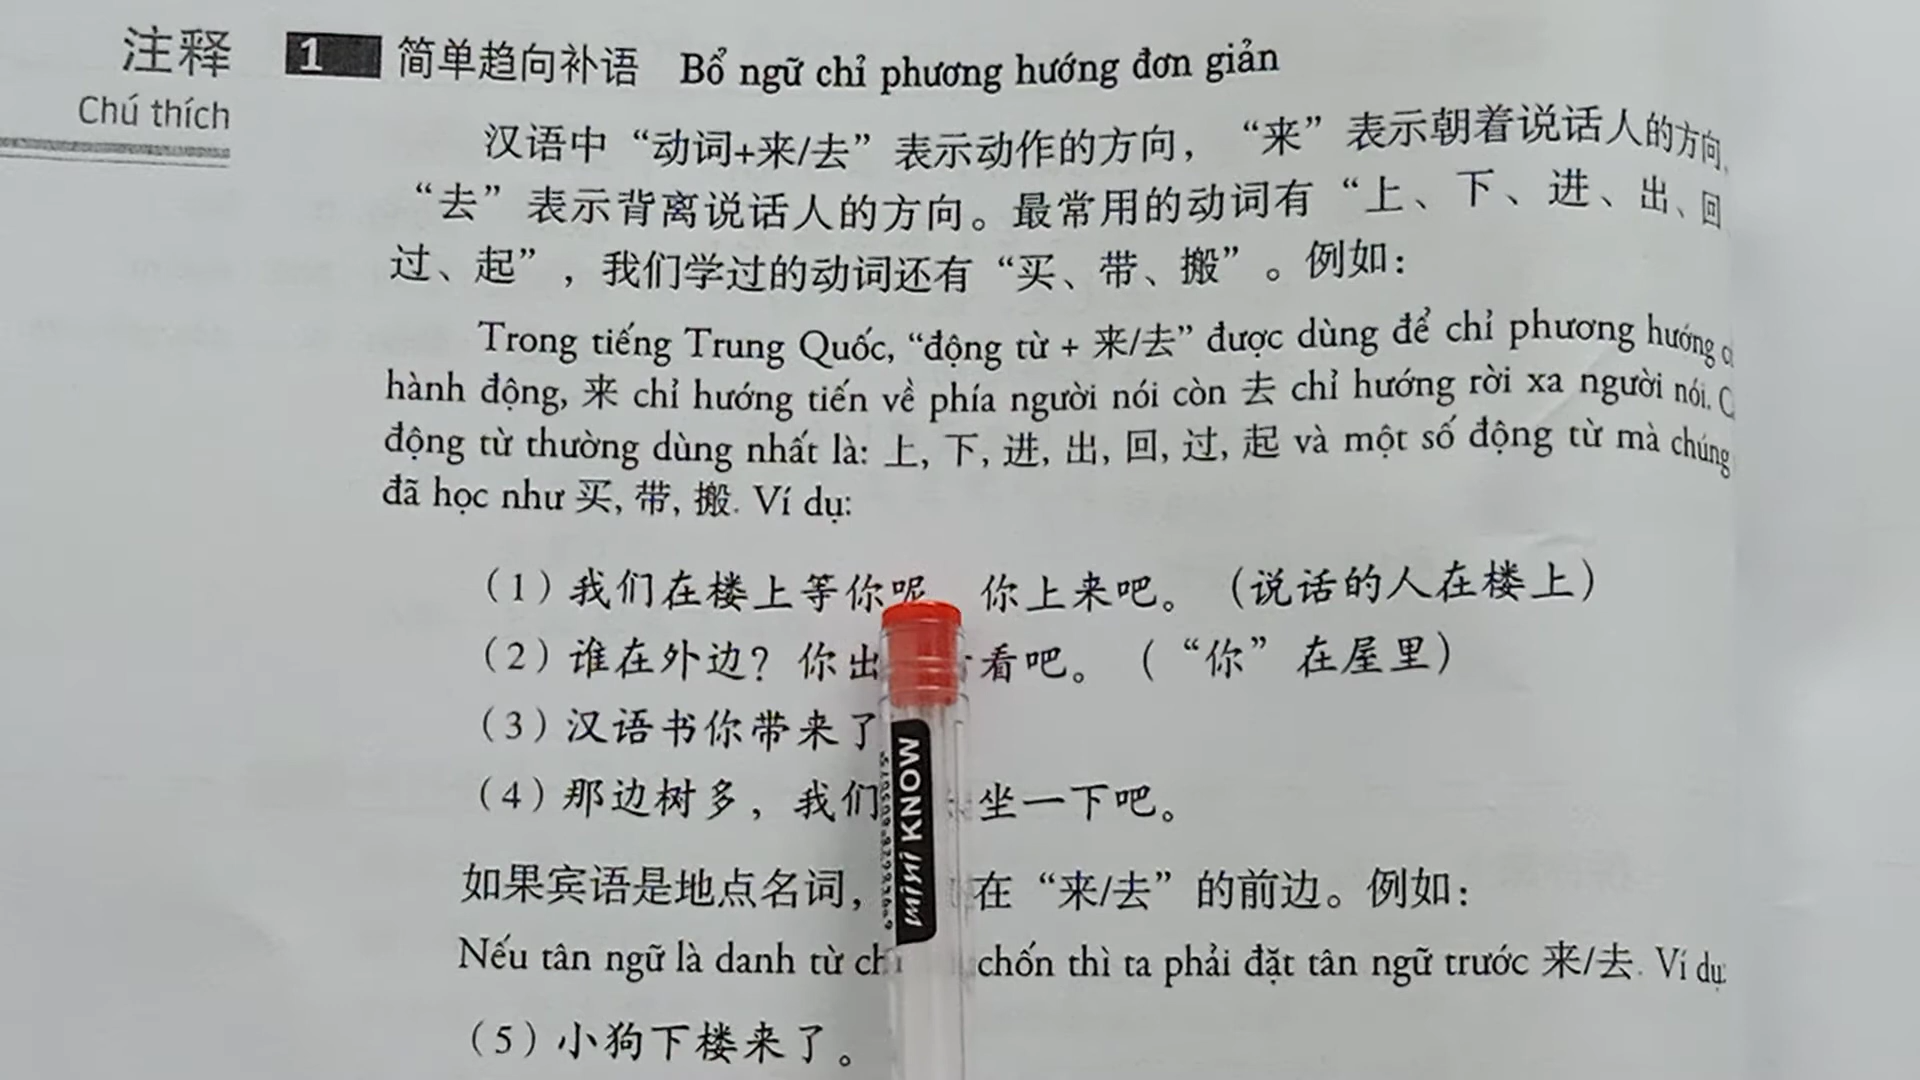 注释
Chú thích
1 简单趋向补语 Bổ ngữ chỉ phương hướng đơn giản
汉语中“动词+来/去”表示动作的方向，“来”表示朝着说话人的方向，
“去”表示背离说话人的方向。最常用的动词有“上、下、进、出、回
过、起”，我们学过的动词还有“买、带、搬”。例如：
Trong tiếng Trung Quốc, “động từ + 来/去” được dùng để chỉ phương hướng
hành động, 来 chỉ hướng tiến về phía người nói còn 去 chỉ hướng rời xa người nói.
động từ thường dùng nhất là: 上, 下, 进, 出, 回, 过, 起 và một số động từ mà chúng
đã học như 买, 带, 搬. Ví dụ:
（1）我们在楼上等你呢 你上来吧。（说话的人在楼上）
（2）谁在外边？你出 看吧。（“你”在屋里）
（3）汉语书你带来了
（4）那边树多，我们 坐一下吧。
如果宾语是地点名词， 在“来/去”的前边。例如：
Nếu tân ngữ là danh từ chỉ chốn thì ta phải đặt tân ngữ trước 来/去. Ví dụ:
（5）小狗下楼来了。
mini KNOW